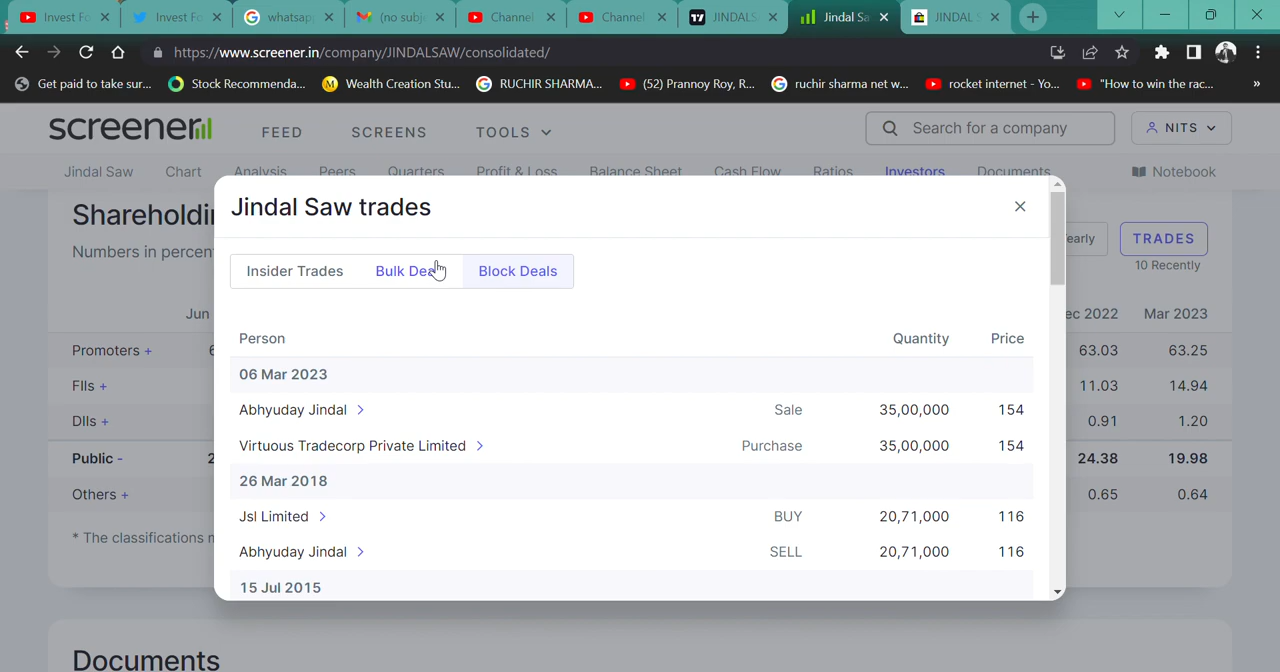 Invest Fo
Invest Fo
whatsap
(no subj
Channel
Channel
JINDALS
Jindal Sa
JINDAL S
https://www.screener.in/company/JINDALSAW/consolidated/
Get paid to take sur...
Stock Recommenda...
Wealth Creation Stu...
RUCHIR SHARMA...
(52) Prannoy Roy, R...
ruchir sharma net w...
rocket internet - Yo...
"How to win the rac...
»
screener
FEED
SCREENS
TOOLS
Search for a company
NITS
Jindal Saw
Chart
Analysis
Peers
Quarters
Profit & Loss
Balance Sheet
Cash Flow
Ratios
Investors
Documents
Notebook
Jindal Saw trades
Shareholdi
Numbers in percen
early
TRADES
10 Recently
Insider Trades
Bulk Dea
Block Deals
Jun
ec 2022
Mar 2023
Person
Quantity
Price
Promoters +
6
63.03
63.25
06 Mar 2023
FIIs +
11.03
14.94
Abhyuday Jindal
Sale
35,00,000
154
DIIs +
0.91
1.20
Virtuous Tradecorp Private Limited
Purchase
35,00,000
154
Public -
2
24.38
19.98
26 Mar 2018
Others +
0.65
0.64
Jsl Limited
BUY
20,71,000
116
* The classifications m
Abhyuday Jindal
SELL
20,71,000
116
15 Jul 2015
Documents